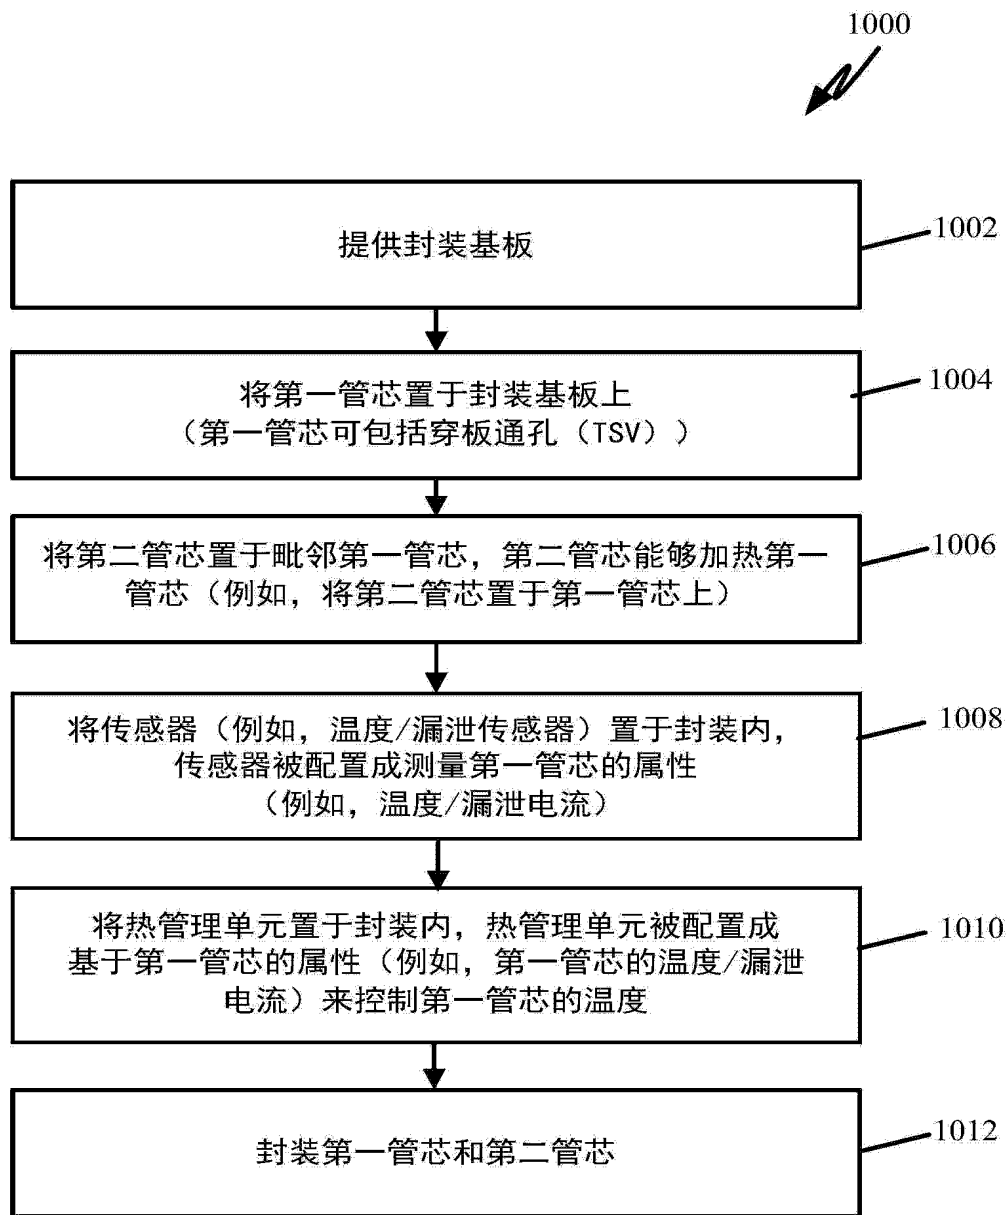 1000
提供封装基板
1002
将第一管芯置于封装基板上
（第一管芯可包括穿板通孔（TSV））
1004
将第二管芯置于毗邻第一管芯，第二管芯能够加热第一
管芯（例如，将第二管芯置于第一管芯上）
1006
将传感器（例如，温度/漏泄传感器）置于封装内，
传感器被配置成测量第一管芯的属性
（例如，温度/漏泄电流）
1008
将热管理单元置于封装内，热管理单元被配置成
基于第一管芯的属性（例如，第一管芯的温度/漏泄
电流）来控制第一管芯的温度
1010
封装第一管芯和第二管芯
1012